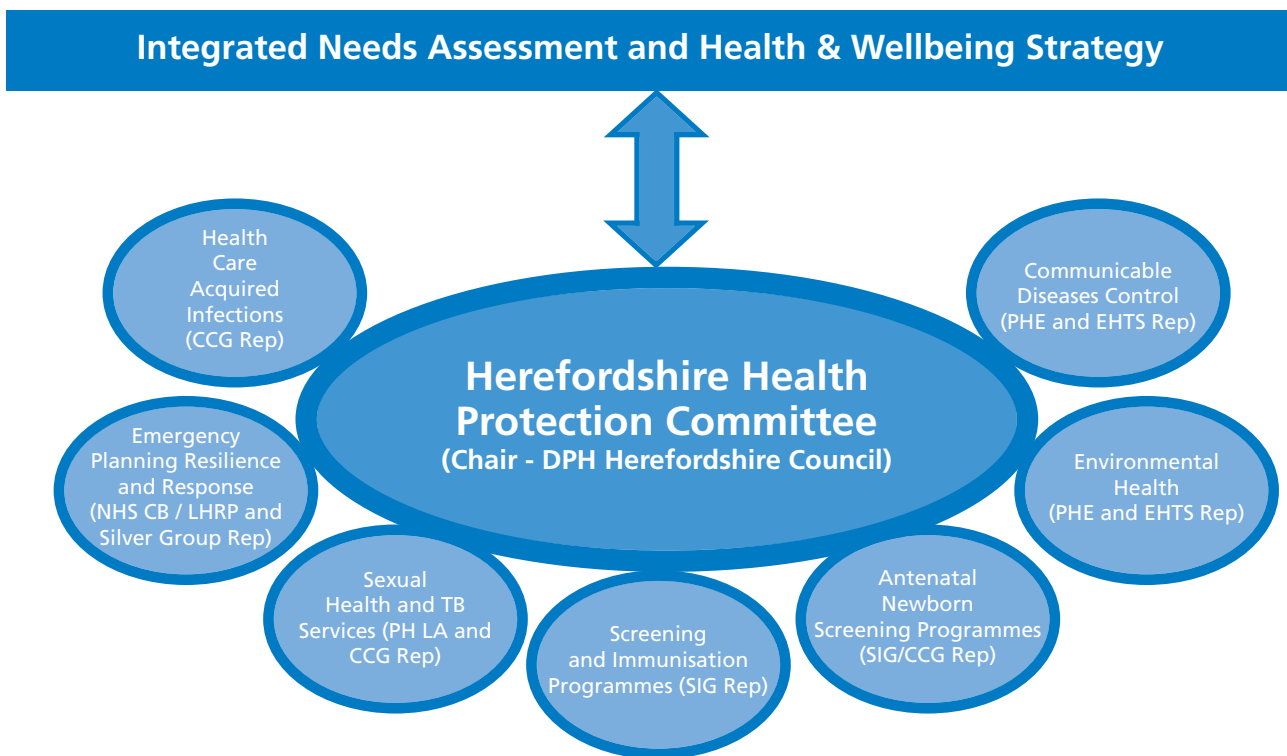 Integrated Needs Assessment and Health & Wellbeing Strategy
Health
Care
Acquired
Infections
(CCG Rep)
Communicable
Diseases Control
(PHE and EHTS Rep)
Herefordshire Health
Protection Committee
(Chair - DPH Herefordshire Council)
Emergency
Planning Resilience
and Response
(NHS CB / LHRP and
Silver Group Rep)
Environmental
Health
(PHE and EHTS Rep)
Sexual
Health and TB
Services (PH LA and
CCG Rep)
Screening
and Immunisation
Programmes (SIG Rep)
Antenatal
Newborn
Screening Programmes
(SIG/CCG Rep)